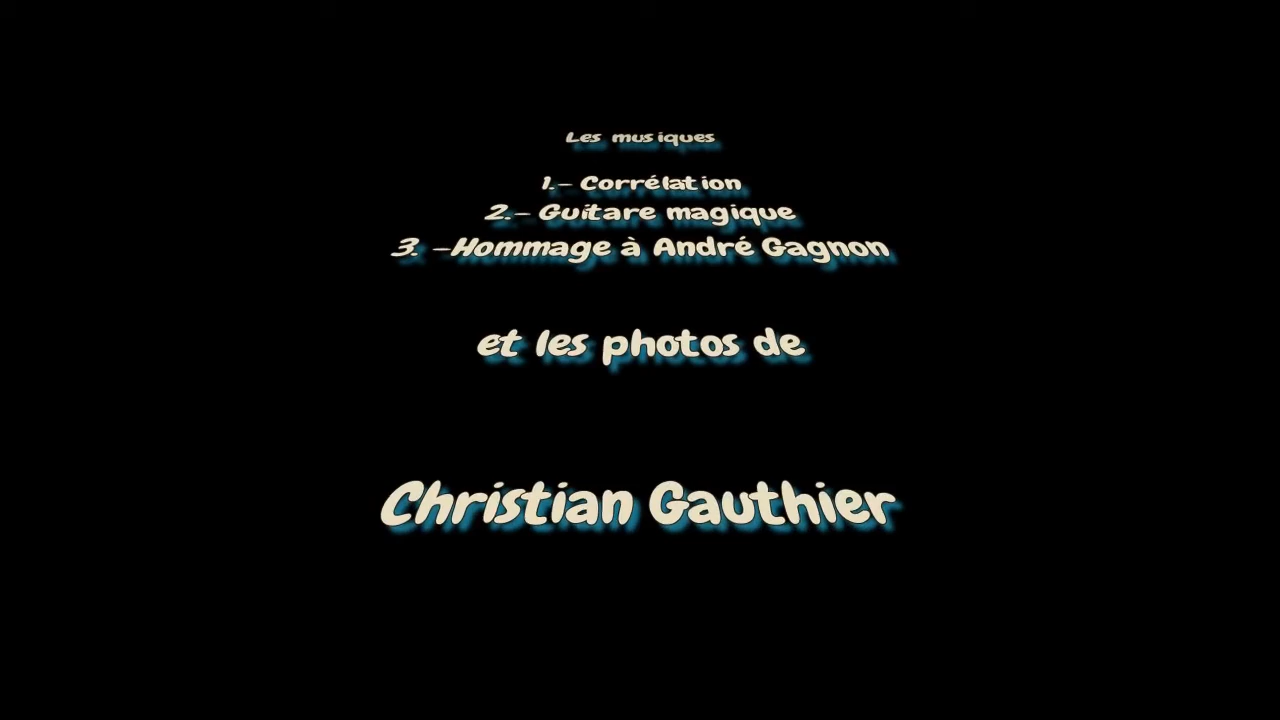 Les musiques
1.- Corrélation
2.- Guitare magique
3. -Hommage à André Gagnon
et les photos de
Christian Gauthier